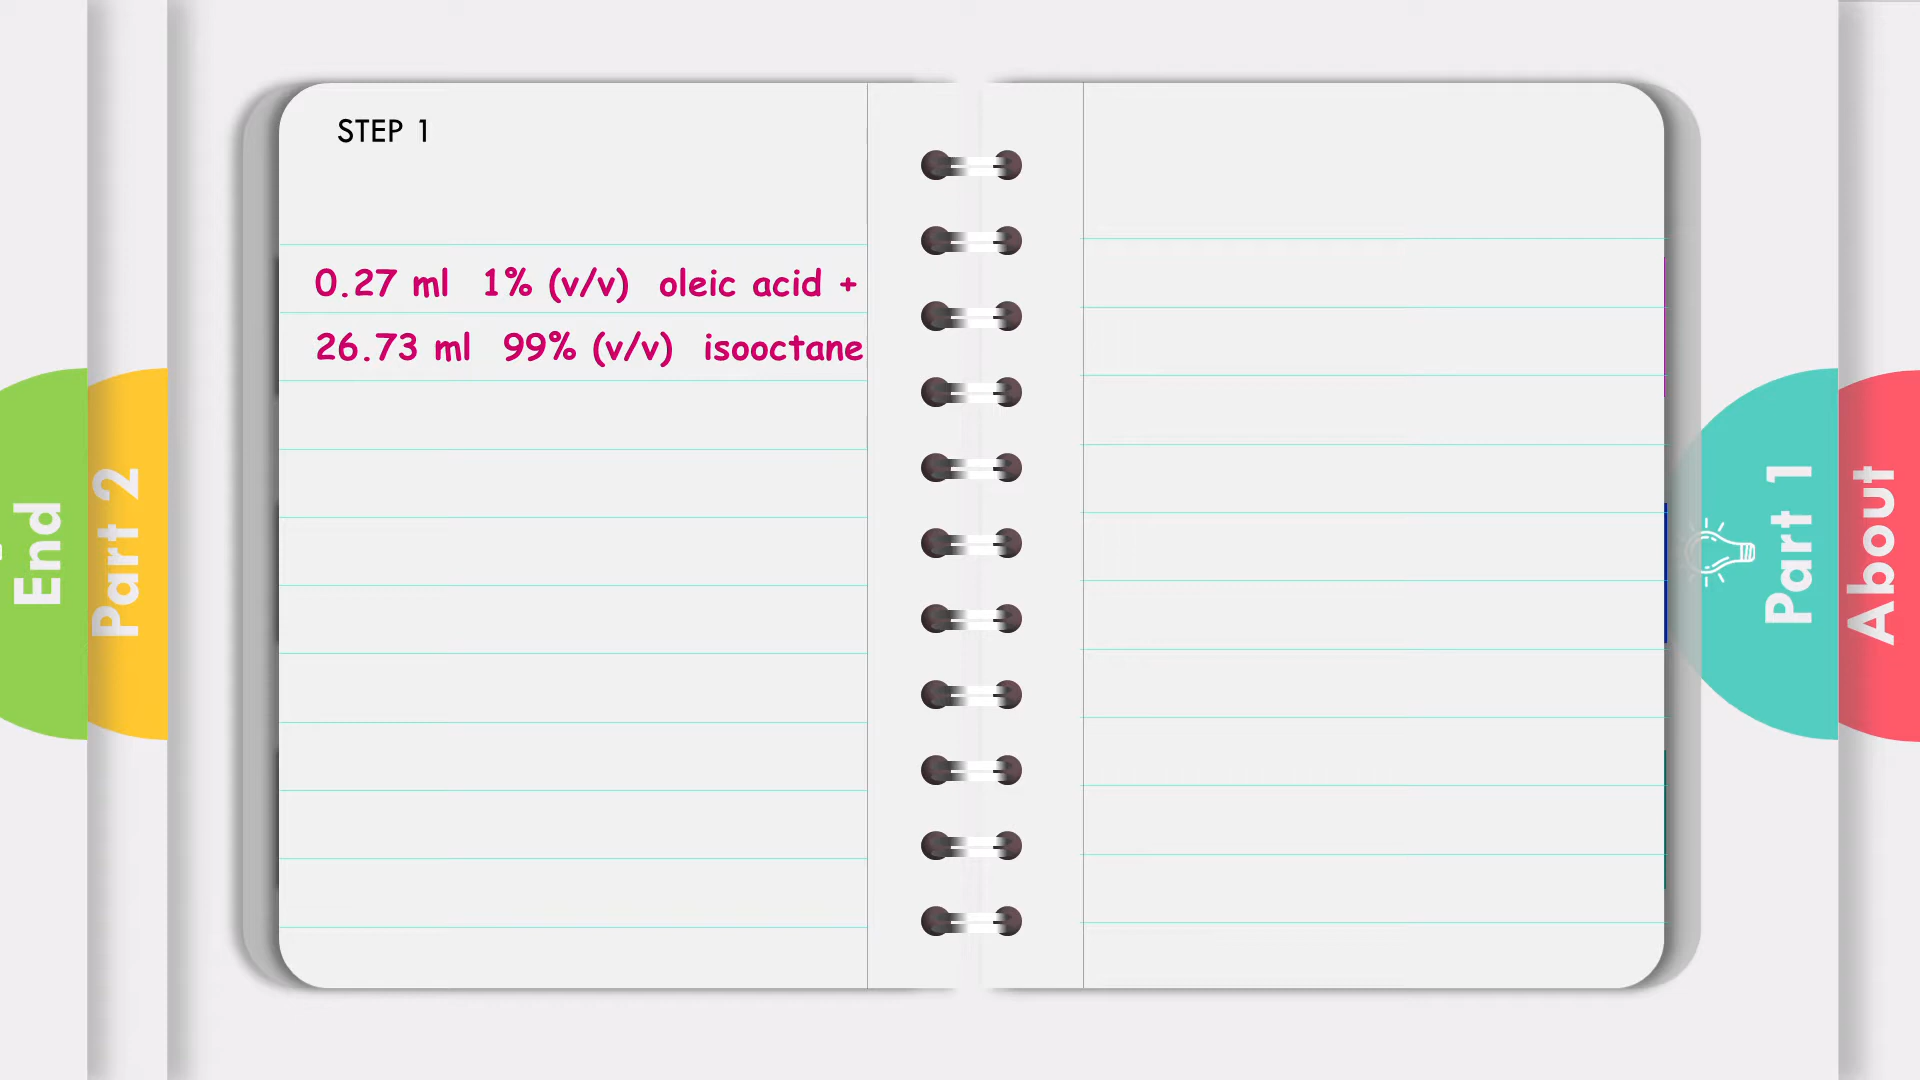 STEP 1
0.27 ml 1% (v/v) oleic acid +
26.73 ml 99% (v/v) isooctane
End
Part 2
Part 1
About